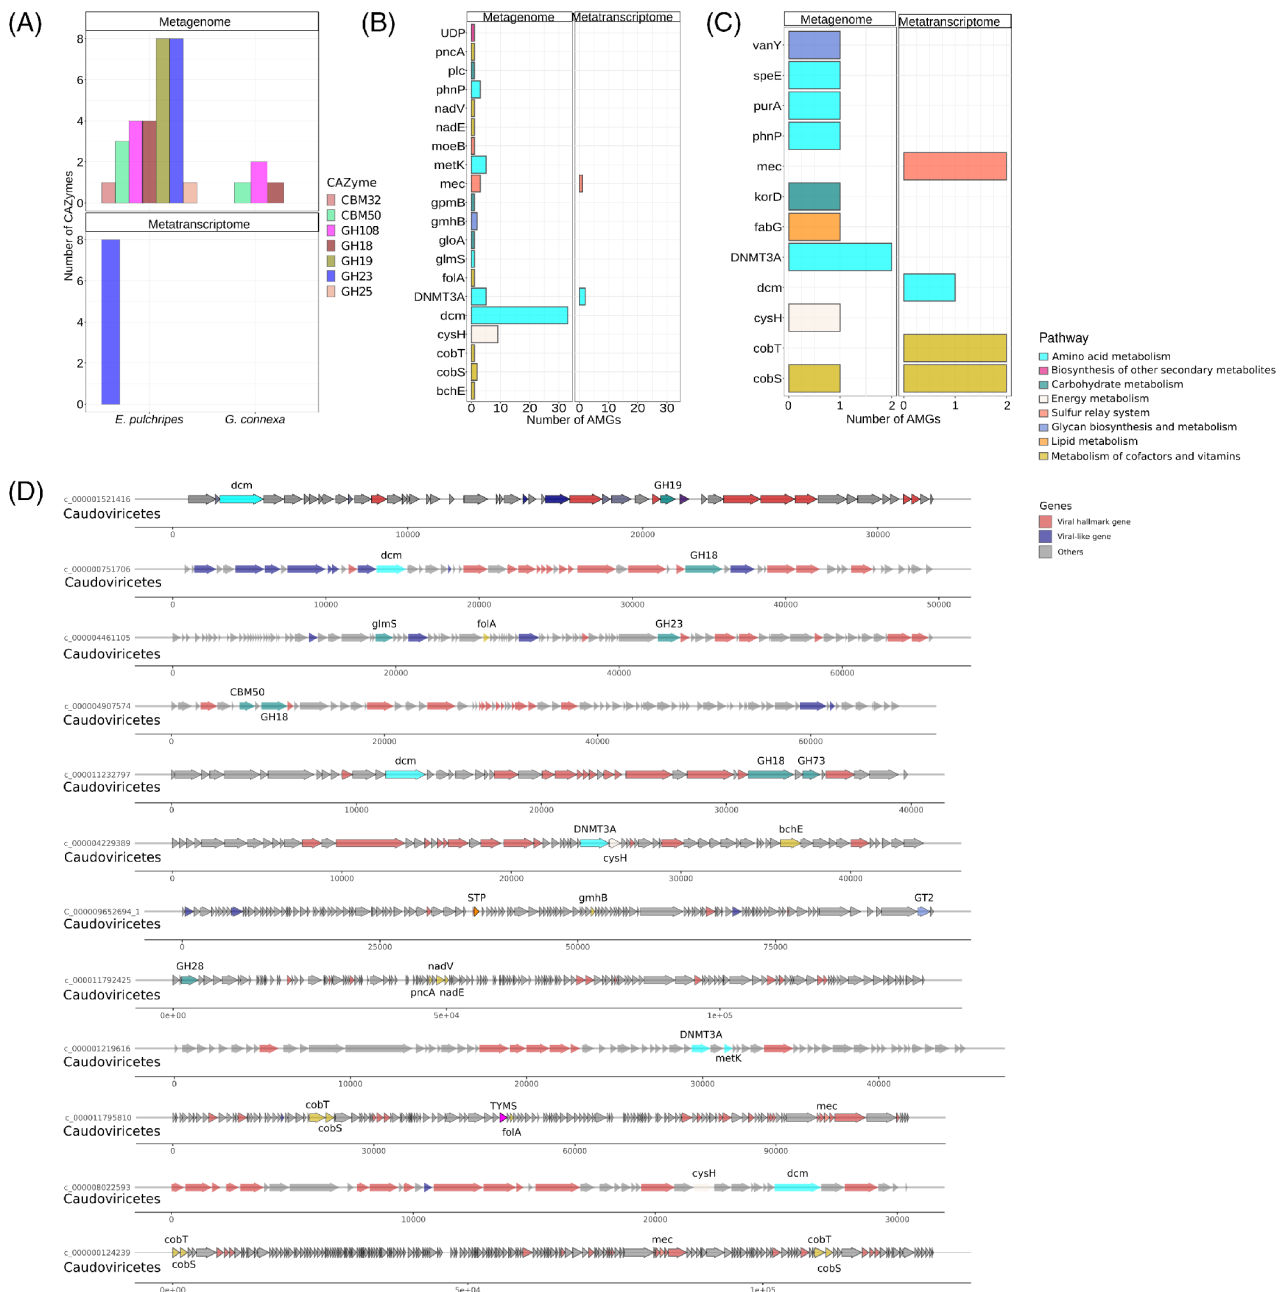 (A)
Metagenome
8
6
4
2
0
Metatranscriptome
8
6
4
2
0
Number of CAZymes
E. pulchripes
G. connexa
CAZyme
CBM32
CBM50
GH108
GH18
GH19
GH23
GH25
(B)
Metagenome
Metatranscriptome
UDP
pncA
plc
phnP
nadV
nadE
moeB
metK
mec
gpmB
gmhB
gloA
glmS
folA
DNMT3A
dcm
cysH
cobT
cobS
bchE
0 10 20 30 0 10 20 30
Number of AMGs
(C)
Metagenome
Metatranscriptome
vanY
speE
purA
phnP
mec
korD
fabG
DNMT3A
dcm
cysH
cobT
cobS
0 1 2 0 1 2
Number of AMGs
Pathway
Amino acid metabolism
Biosynthesis of other secondary metabolites
Carbohydrate metabolism
Energy metabolism
Sulfur relay system
Glycan biosynthesis and metabolism
Lipid metabolism
Metabolism of cofactors and vitamins
Genes
Viral hallmark gene
Viral-like gene
Others
(D)
dcm GH19
c_000001521416
Caudoviricetes
0 10000 20000 30000
dcm GH18
c_000000751706
Caudoviricetes
0 10000 20000 30000 40000 50000
glmS folA GH23
c_000004461105
Caudoviricetes
0 20000 40000 60000
CBM50
c_000004907574
GH18
Caudoviricetes
0 20000 40000 60000
dcm GH18 GH73
c_000011232797
Caudoviricetes
0 10000 20000 30000 40000
DNMT3A bchE
c_000004229389
cysH
Caudoviricetes
0 10000 20000 30000 40000
STP gmhB GT2
C_000009652694_1
Caudoviricetes
0 25000 50000 75000
GH28 nadV
c_000011792425
pncA nadE
Caudoviricetes
0e+00 5e+04 1e+05
DNMT3A
c_000001219616
metK
Caudoviricetes
0 10000 20000 30000 40000
cobT TYMS mec
c_000011795810
cobS folA
Caudoviricetes
0 30000 60000 90000
cysH dcm
c_000008022593
Caudoviricetes
0 10000 20000 30000
cobT mec cobT
c_000000124239
cobS cobS
Caudoviricetes
0e+00 5e+04 1e+05